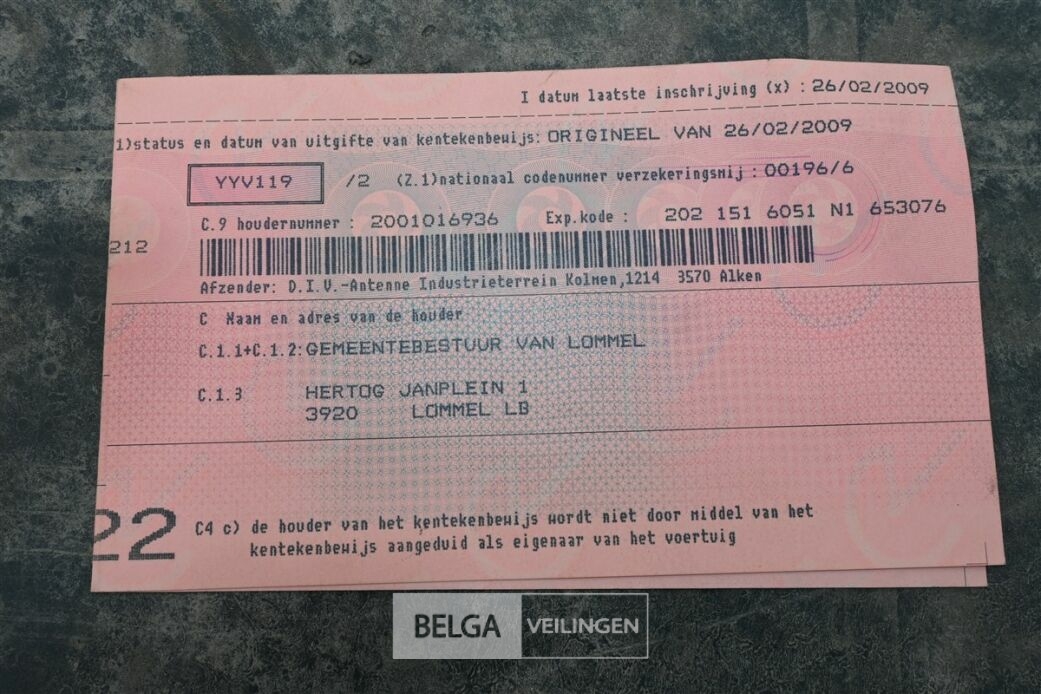 I datum laatste inschrijving (x) : 26/02/2009
1)status en datum van uitgifte van kentekenbewijs: ORIGINEEL VAN 26/02/2009
YYV119 /2 (Z.1)nationaal codenummer verzekeringsmij : 00196/6
C.9 houdernummer : 2001016936 Exp.kode : 202 151 6051 N1 653076
212
Afzender: D.I.V.-Antenne Industrieterrein Kolmen,1214 3570 Alken
C Naam en adres van de houder
C.1.1+C.1.2: GEMEENTEBESTUUR VAN LOMMEL
C.1.3 HERTOG JANPLEIN 1
3920 LOMMEL LB
22
C4 c) de houder van het kentekenbewijs wordt niet door middel van het
kentekenbewijs aangeduid als eigenaar van het voertuig
BELGA VEILINGEN